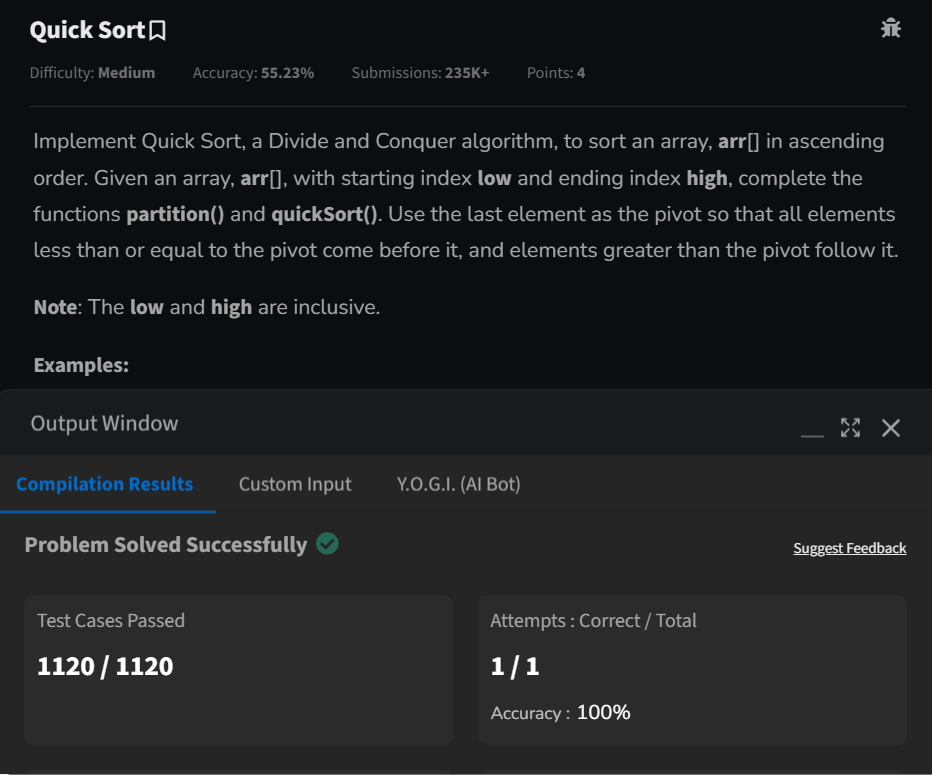 Quick Sort
Difficulty: Medium Accuracy: 55.23% Submissions: 235K+ Points: 4
Implement Quick Sort, a Divide and Conquer algorithm, to sort an array, arr[] in ascending
order. Given an array, arr[], with starting index low and ending index high, complete the
functions partition() and quickSort(). Use the last element as the pivot so that all elements
less than or equal to the pivot come before it, and elements greater than the pivot follow it.
Note: The low and high are inclusive.
Examples:
Output Window
Compilation Results Custom Input Y.O.G.I. (AI Bot)
Problem Solved Successfully
Suggest Feedback
Test Cases Passed
1120 / 1120
Attempts : Correct / Total
1 / 1
Accuracy : 100%